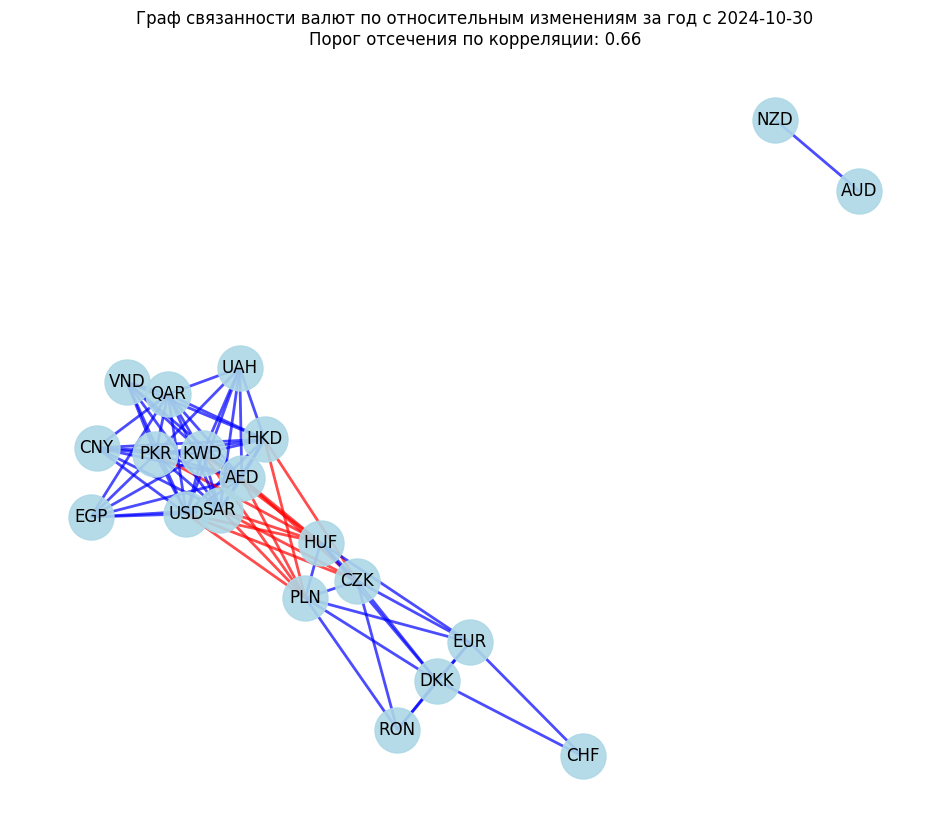 Граф связанности валют по относительным изменениям за год с 2024-10-30
Порог отсечения по корреляции: 0.66
NZD
AUD
UAH
VND
QAR
HKD
CNY
PKR
KWD
AED
EGP
USD
SAR
HUF
CZK
PLN
EUR
DKK
RON
CHF